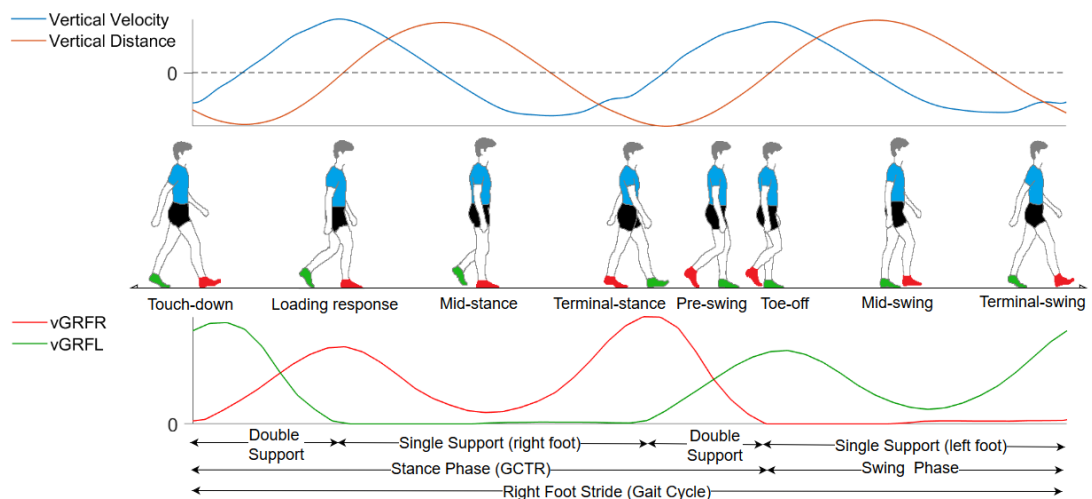 Vertical Velocity
Vertical Distance
0
Touch-down Loading response Mid-stance Terminal-stance Pre-swing Toe-off Mid-swing Terminal-swing
vGRFR
vGRFL
0
Double Support Single Support (right foot) Double Support Single Support (left foot)
Stance Phase (GCTR) Swing Phase
Right Foot Stride (Gait Cycle)